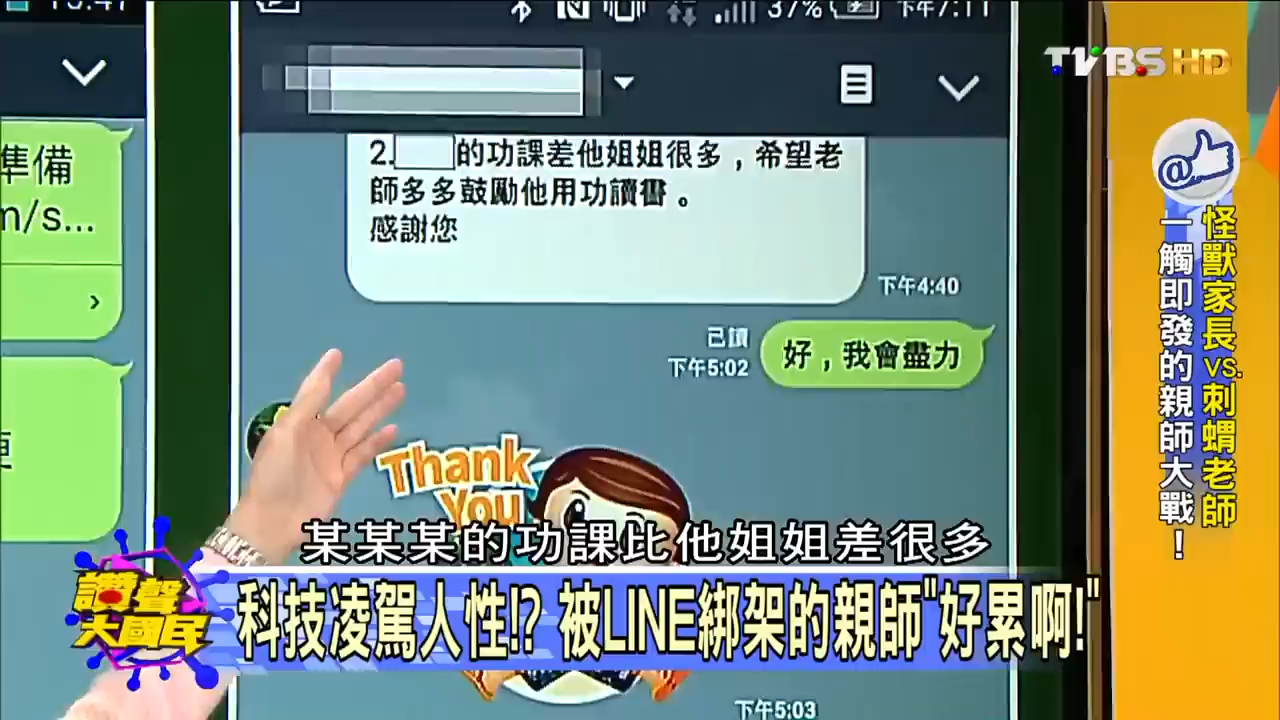 37%
下午7:11
TVBS HD
準備
m/s...
2.
的功課差他姐姐很多，希望老
師多多鼓勵他用功讀書。
感謝您
下午4:40
已讀
下午5:02
好，我會盡力
Thank
You
某某某的功課比他姐姐差很多
讚聲
大國民
科技凌駕人性!? 被LINE綁架的親師"好累啊!"
下午5:03
@
怪獸家長vs.刺蝟老師
一觸即發的親師大戰！